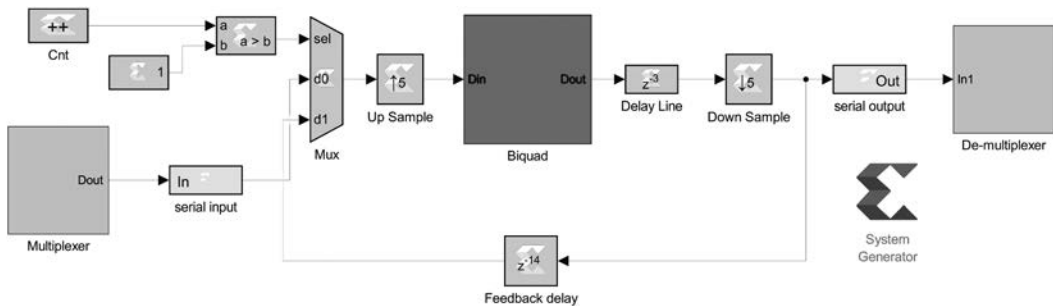 ++
Cnt
1
a
b
a > b
sel
d0
d1
Mux
↑5
Up Sample
Din
Dout
Biquad
z-3
Delay Line
↓5
Down Sample
Out
serial output
In1
De-multiplexer
Dout
Multiplexer
In
serial input
z-14
Feedback delay
System
Generator